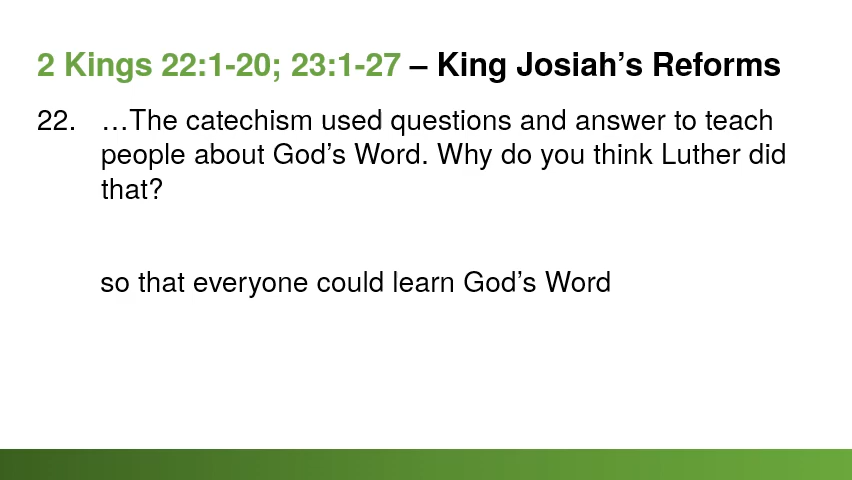 2 Kings 22:1-20; 23:1-27 – King Josiah’s Reforms
22. …The catechism used questions and answer to teach
people about God’s Word. Why do you think Luther did
that?
so that everyone could learn God’s Word